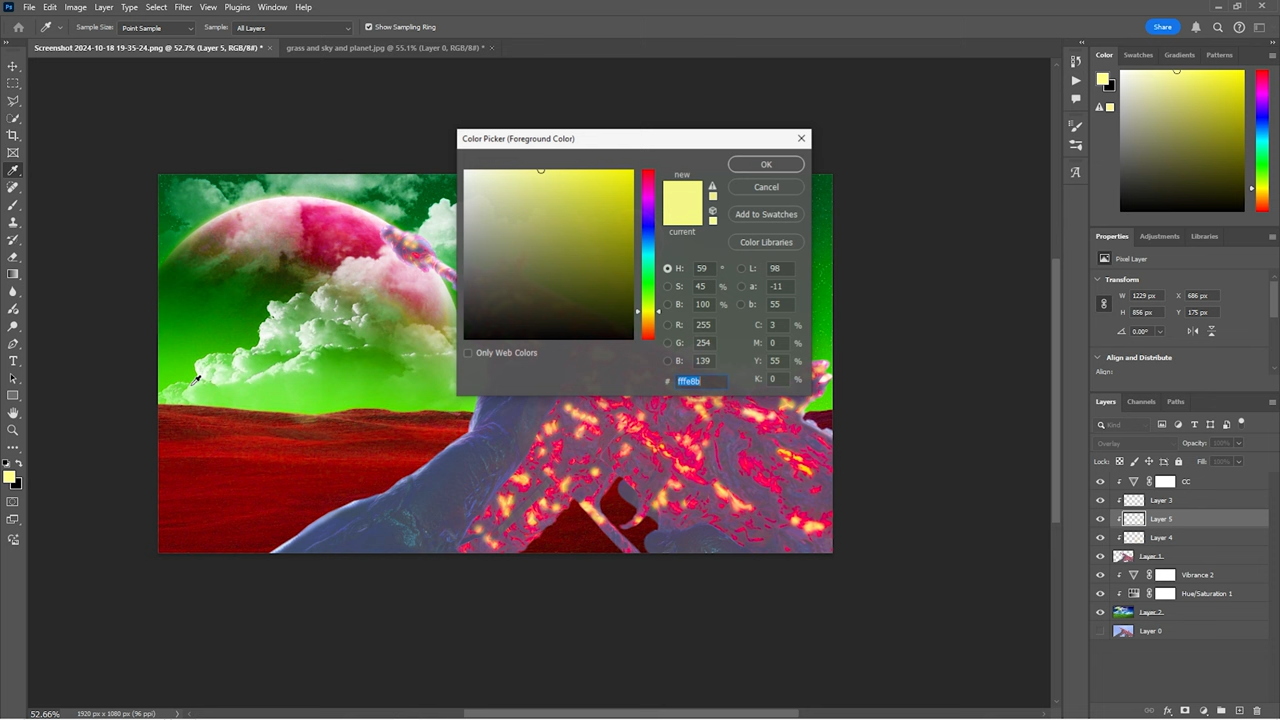 Ps File Edit Image Layer Type Select Filter View Plugins Window Help
Sample Size: Point Sample Sample: All Layers Show Sampling Ring Share
Screenshot 2024-10-18 19-35-24.png @ 52.7% (Layer 5, RGB/8#) * × grass and sky and planet.jpg @ 55.1% (Layer 0, RGB/8#) * ×
Color Swatches Gradients Patterns
Color Picker (Foreground Color)
new
current
OK
Cancel
Add to Swatches
Color Libraries
H: 59 ° L: 98
S: 45 % a: -11
B: 100 % b: 55
R: 255 C: 3 %
G: 254 M: 0 %
B: 139 Y: 55 %
# fffe8b K: 0 %
Only Web Colors
Properties Adjustments Libraries
Pixel Layer
Transform
W 1229 px X 686 px
H 856 px Y 175 px
0.00°
Align and Distribute
Align:
Layers Channels Paths
Kind
Overlay Opacity: 100%
Lock: Fill: 100%
CC
Layer 3
Layer 5
Layer 4
Layer 1
Vibrance 2
Hue/Saturation 1
Layer 2
Layer 0
52.66% 1920 px x 1080 px (96 ppi)
fx